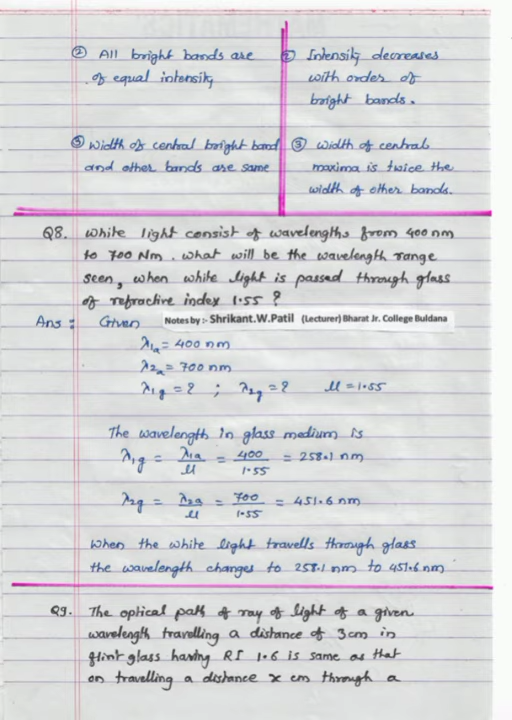 ② All bright bands are
of equal intensity
③ Width of central bright band
and other bands are same
② Intensity decreases
with order of
bright bands.
③ width of central
maxima is twice the
width of other bands.
Q8. White light consist of wavelengths from 400 nm
to 700 Nm. What will be the wavelength range
seen, when white light is passed through glass
of refractive index 1.55 ?
Ans : Given
Notes by :- Shrikant.W.Patil (Lecturer) Bharat Jr. College Buldana
λ1a = 400 nm
λ2a = 700 nm
λ1g = ? ; λ2g = ? μ = 1.55
The wavelength in glass medium is
λ1g = λ1a/μ = 400/1.55 = 258.1 nm
λ2g = λ2a/μ = 700/1.55 = 451.6 nm
When the white light travells through glass
the wavelength changes to 258.1 nm to 451.6 nm
Q9. The optical path of ray of light of a given
wavelength travelling a distance of 3 cm in
flint glass having RI 1.6 is same as that
on travelling a distance x cm through a